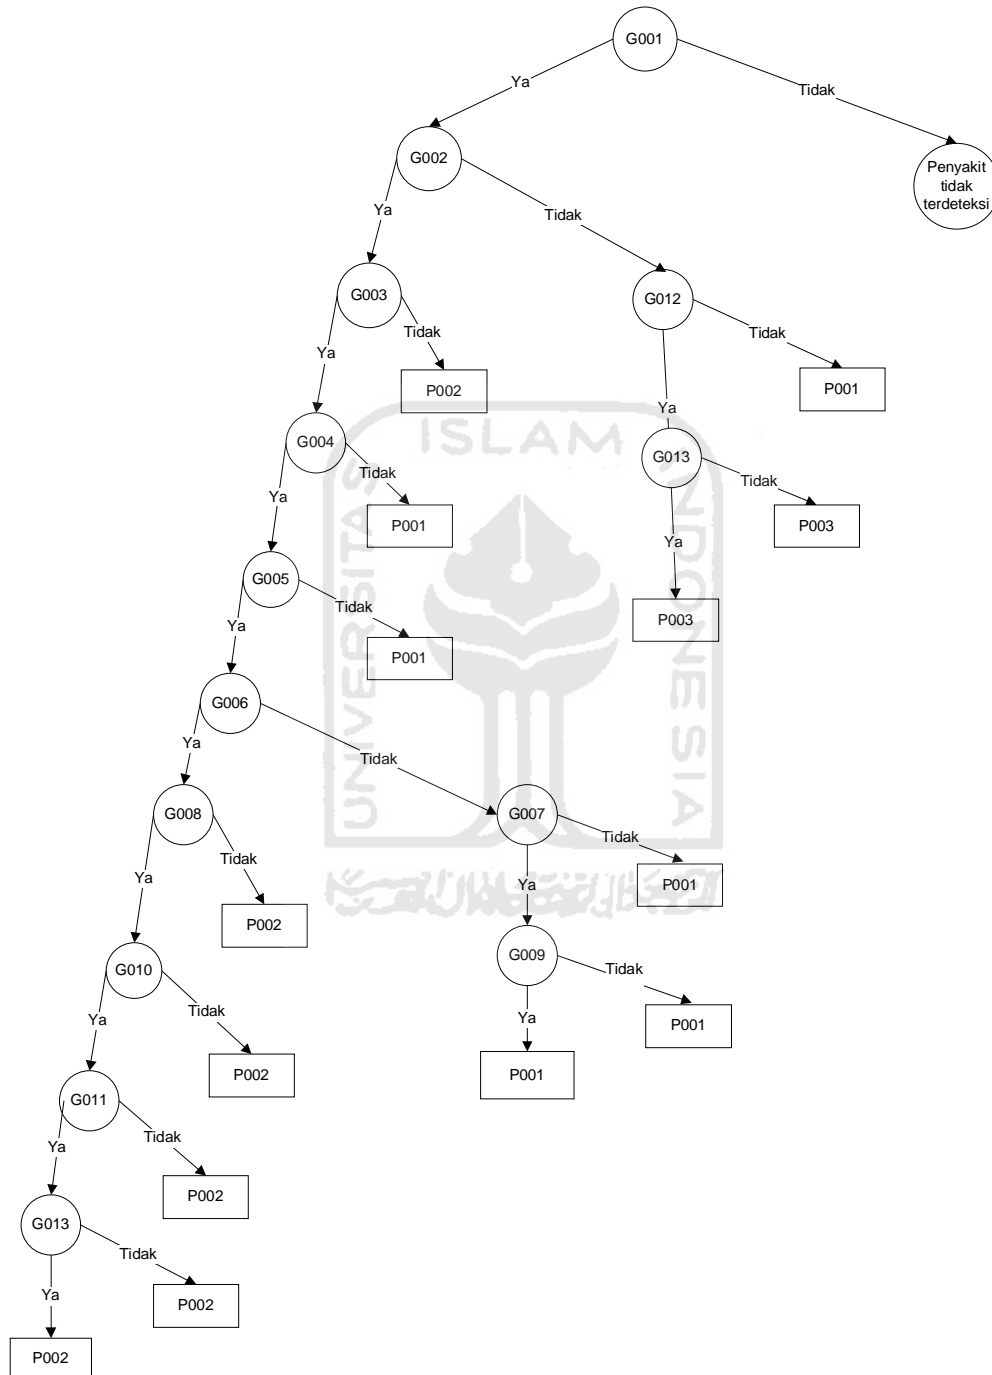 G001
Ya
Tidak
G002
Penyakit
tidak
terdeteksi
Ya
Tidak
G003
G012
Tidak
Tidak
Ya
P002
P001
Ya
ISLAM
G004
G013
Tidak
Tidak
Ya
P001
P003
Ya
UNIVERSITAS
INDONESIA
G005
Tidak
P003
Ya
P001
G006
Ya
Tidak
G008
G007
Tidak
Tidak
Ya
Ya
P001
P002
G009
G010
Tidak
Tidak
Ya
Ya
P001
P002
P001
G011
Tidak
Ya
P002
G013
Tidak
Ya
P002
P002